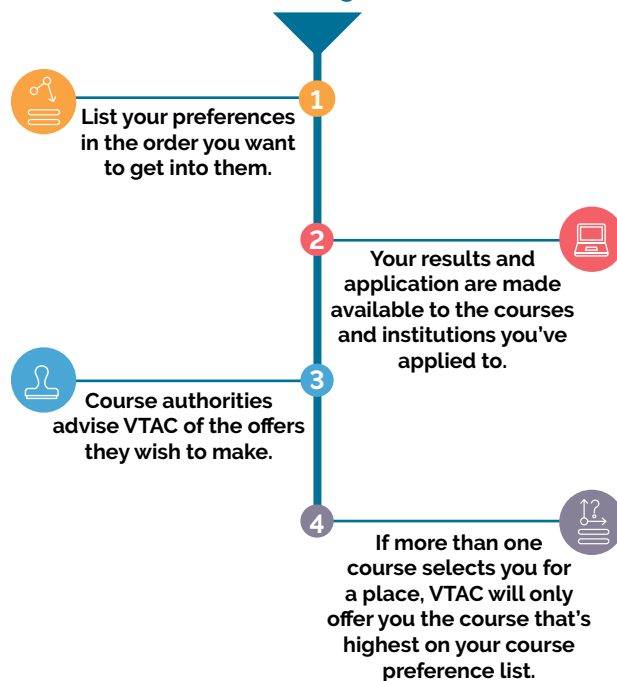 1
List your preferences
in the order you want
to get into them.
2
Your results and
application are made
available to the courses
and institutions you've
applied to.
3
Course authorities
advise VTAC of the offers
they wish to make.
4
If more than one
course selects you for
a place, VTAC will only
offer you the course that's
highest on your course
preference list.
?